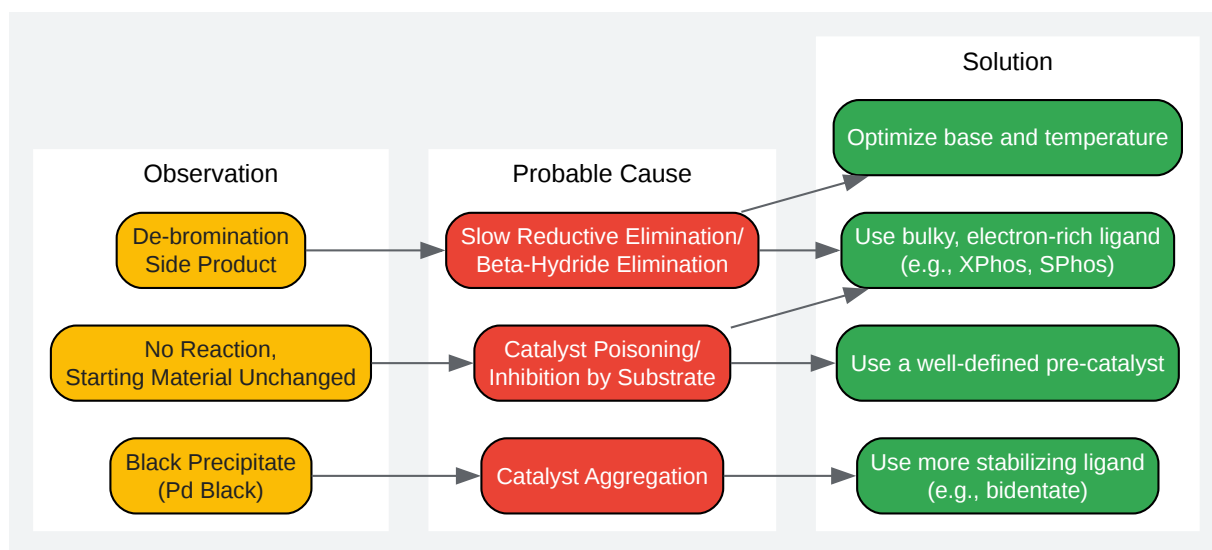 Solution
Optimize base and temperature
Observation
Probable Cause
De-bromination
Side Product
Slow Reductive Elimination/
Beta-Hydride Elimination
Use bulky, electron-rich ligand
(e.g., XPhos, SPhos)
No Reaction,
Starting Material Unchanged
Catalyst Poisoning/
Inhibition by Substrate
Use a well-defined pre-catalyst
Black Precipitate
(Pd Black)
Catalyst Aggregation
Use more stabilizing ligand
(e.g., bidentate)